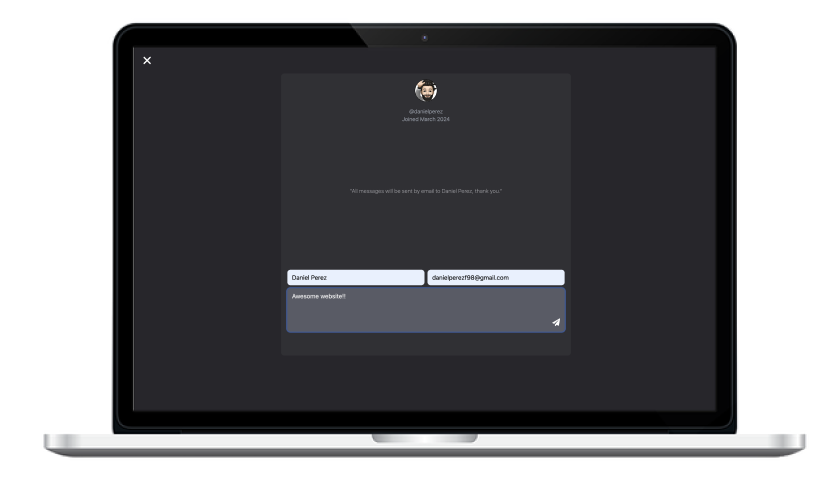 @danielperez
Joined March 2024
"All messages will be sent by email to Daniel Perez, thank you."
Daniel Perez
danielperezf98@gmail.com
Awesome website!!